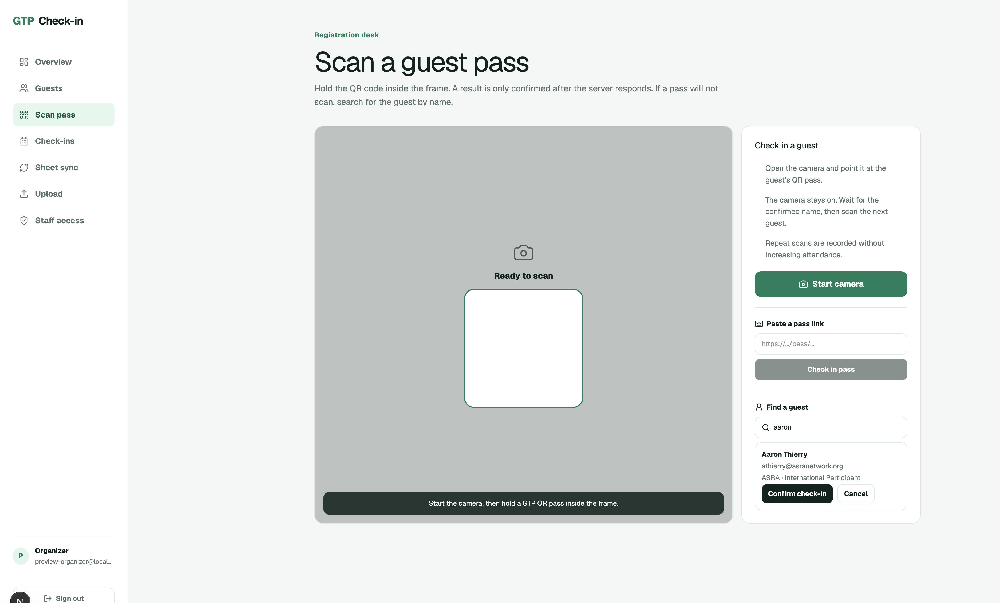 GTP Check-in
Overview
Guests
Scan pass
Check-ins
Sheet sync
Upload
Staff access
Organizer
P
preview-organizer@local...
Sign out
N
Registration desk
Scan a guest pass
Hold the QR code inside the frame. A result is only confirmed after the server responds. If a pass will not
scan, search for the guest by name.
Ready to scan
Start the camera, then hold a GTP QR pass inside the frame.
Check in a guest
Open the camera and point it at the
guest's QR pass.
The camera stays on. Wait for the
confirmed name, then scan the next
guest.
Repeat scans are recorded without
increasing attendance.
Start camera
Paste a pass link
https://…/pass/…
Check in pass
Find a guest
aaron
Aaron Thierry
athierry@asranetwork.org
ASRA · International Participant
Confirm check-in
Cancel